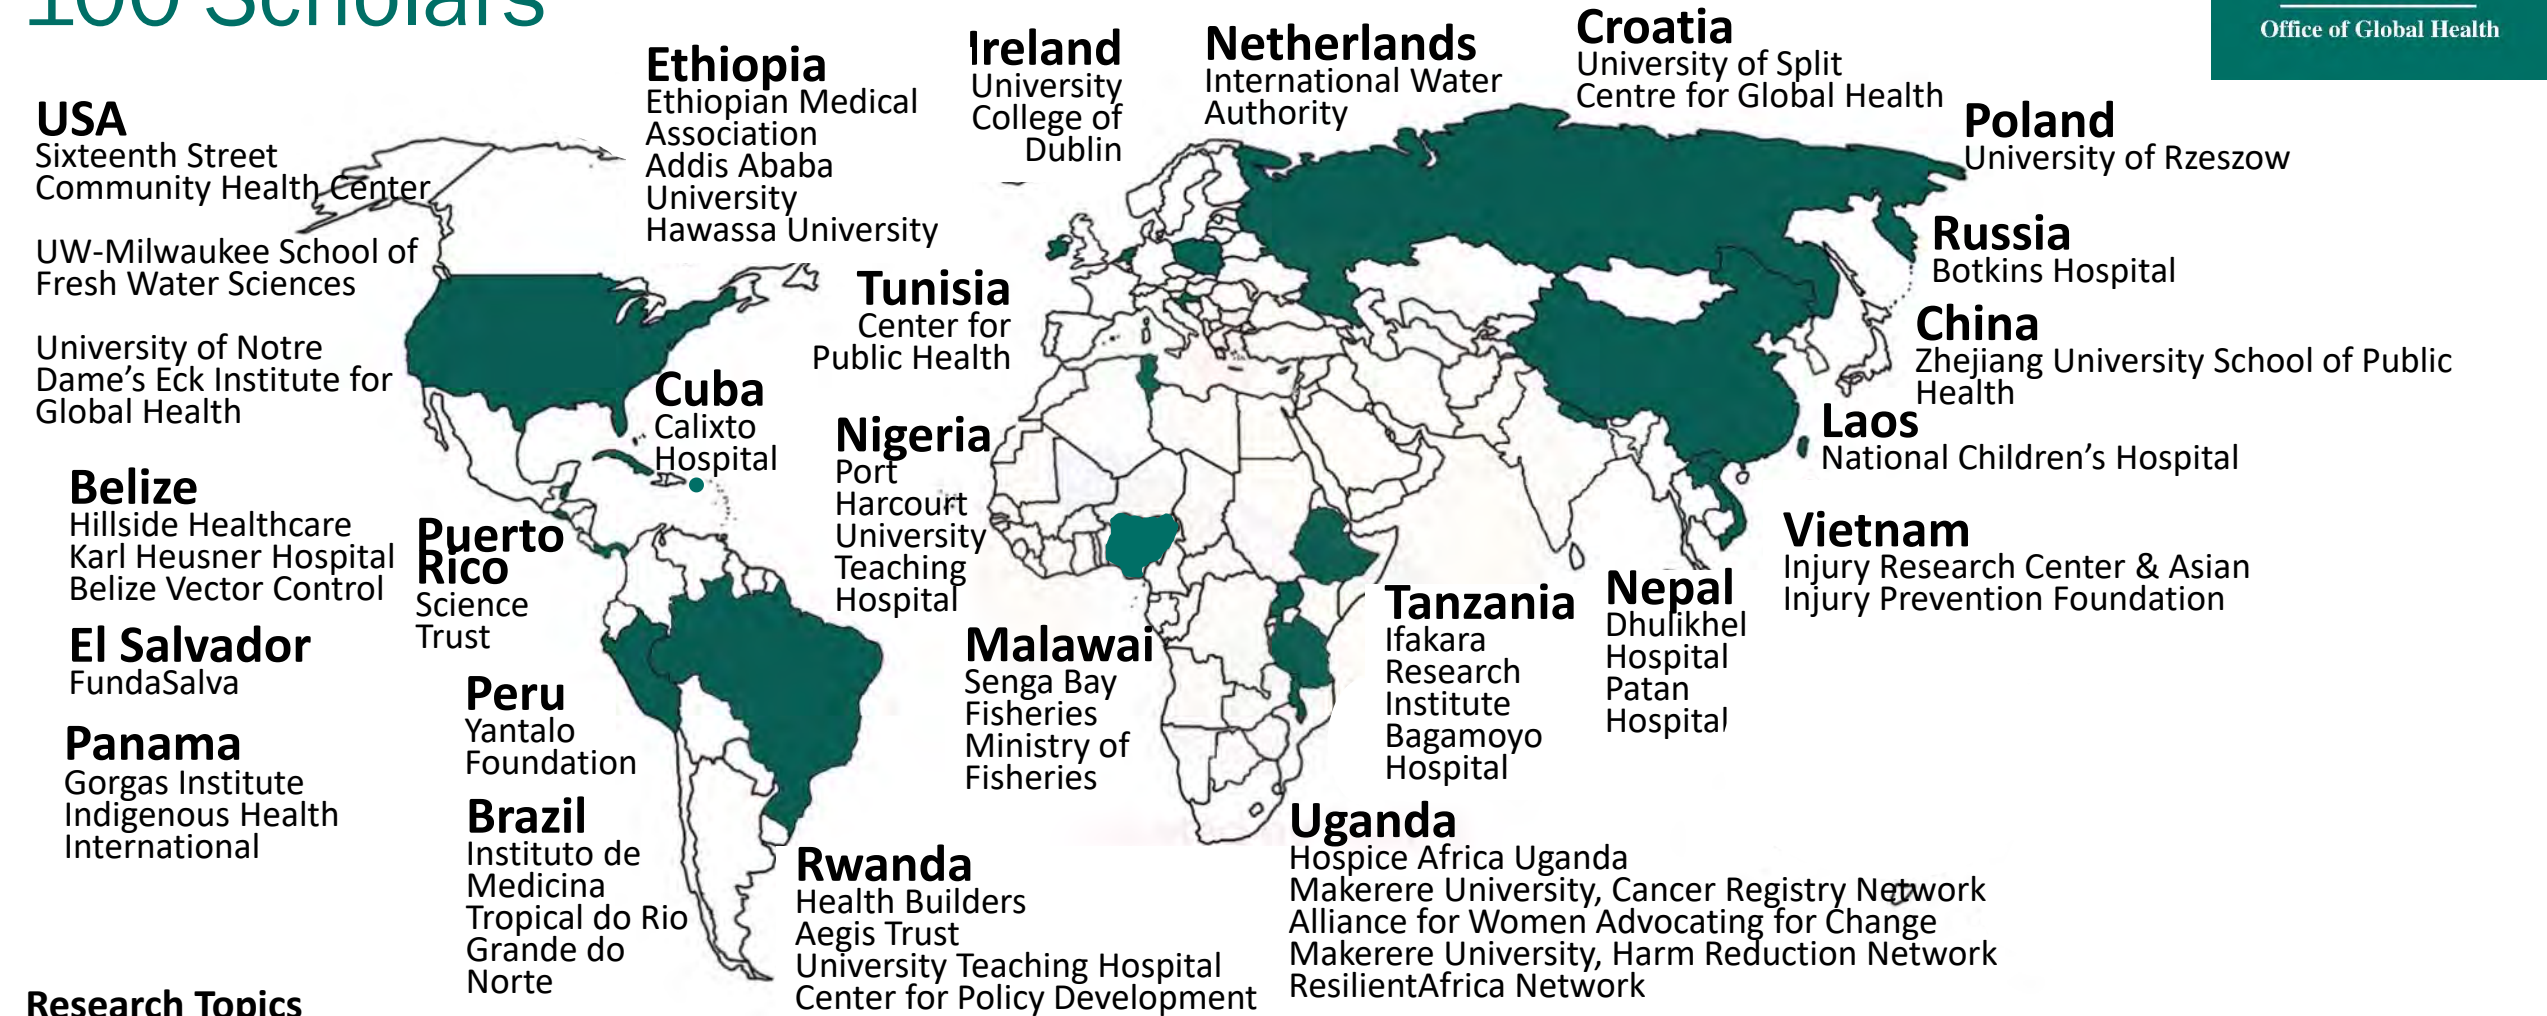 100 Scholars
Office of Global Health
USA
Sixteenth Street
Community Health Center
UW-Milwaukee School of
Fresh Water Sciences
University of Notre
Dame's Eck Institute for
Global Health
Ethiopia
Ethiopian Medical
Association
Addis Ababa
University
Hawassa University
Ireland
University
College of
Dublin
Netherlands
International Water
Authority
Croatia
University of Split
Centre for Global Health
Poland
University of Rzeszow
Russia
Botkins Hospital
China
Zhejiang University School of Public
Health
Laos
National Children's Hospital
Vietnam
Injury Research Center & Asian
Injury Prevention Foundation
Tunisia
Center for
Public Health
Cuba
Calixto
Hospital
Nigeria
Port
Harcourt
University
Teaching
Hospital
Belize
Hillside Healthcare
Karl Heusner Hospital
Belize Vector Control
Puerto
Rico
Science
Trust
El Salvador
FundaSalva
Panama
Gorgas Institute
Indigenous Health
International
Peru
Yantalo
Foundation
Brazil
Instituto de
Medicina
Tropical do Rio
Grande do
Norte
Malawai
Senga Bay
Fisheries
Ministry of
Fisheries
Tanzania
Ifakara
Research
Institute
Bagamoyo
Hospital
Nepal
Dhulikhel
Hospital
Patan
Hospital
Rwanda
Health Builders
Aegis Trust
University Teaching Hospital
Center for Policy Development
Uganda
Hospice Africa Uganda
Makerere University, Cancer Registry Network
Alliance for Women Advocating for Change
Makerere University, Harm Reduction Network
ResilientAfrica Network
Research Topics